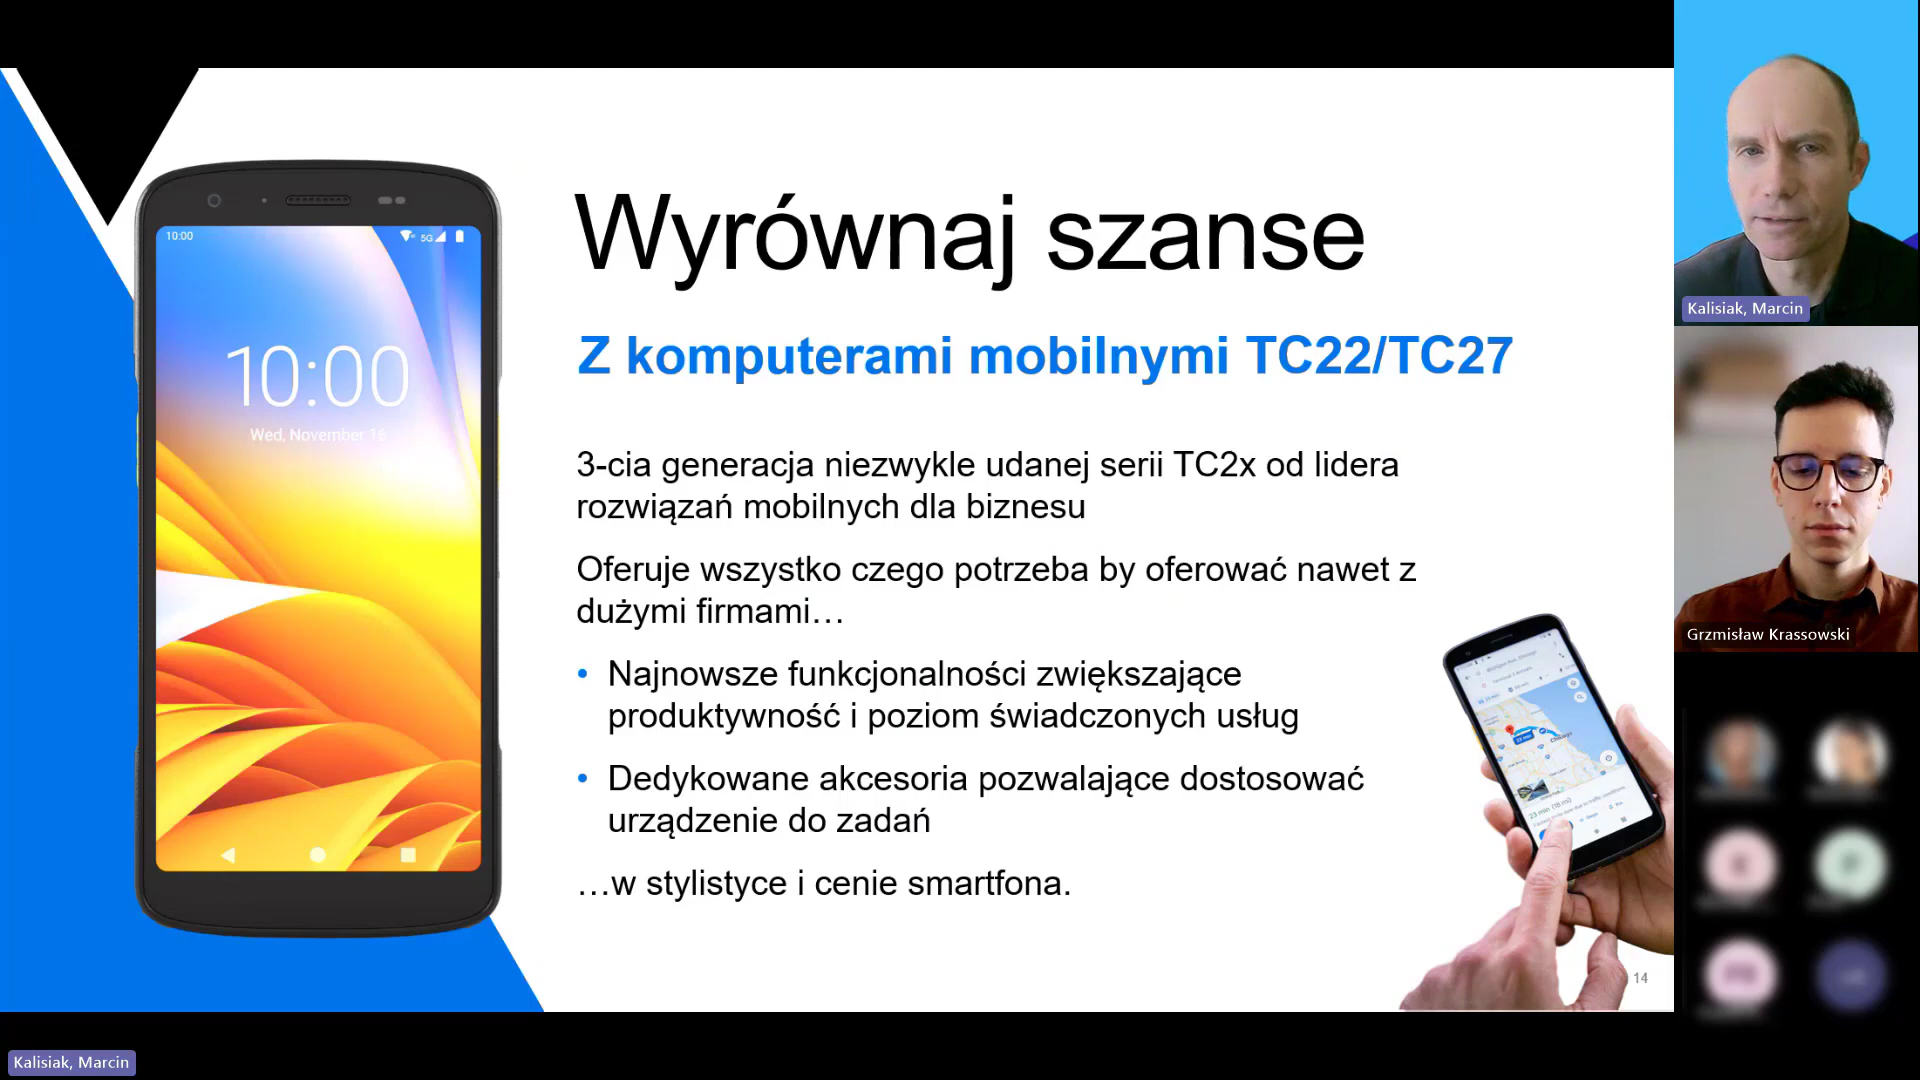 Wyrównaj szanse
Z komputerami mobilnymi TC22/TC27
3-cia generacja niezwykle udanej serii TC2x od lidera
rozwiązań mobilnych dla biznesu
Oferuje wszystko czego potrzeba by oferować nawet z
dużymi firmami…
• Najnowsze funkcjonalności zwiększające
produktywność i poziom świadczonych usług
• Dedykowane akcesoria pozwalające dostosować
urządzenie do zadań
…w stylistyce i cenie smartfona.
14
10:00
5G
10:00
Wed, November 16
23 min
Kalisiak, Marcin
Grzmisław Krassowski
Kalisiak, Marcin